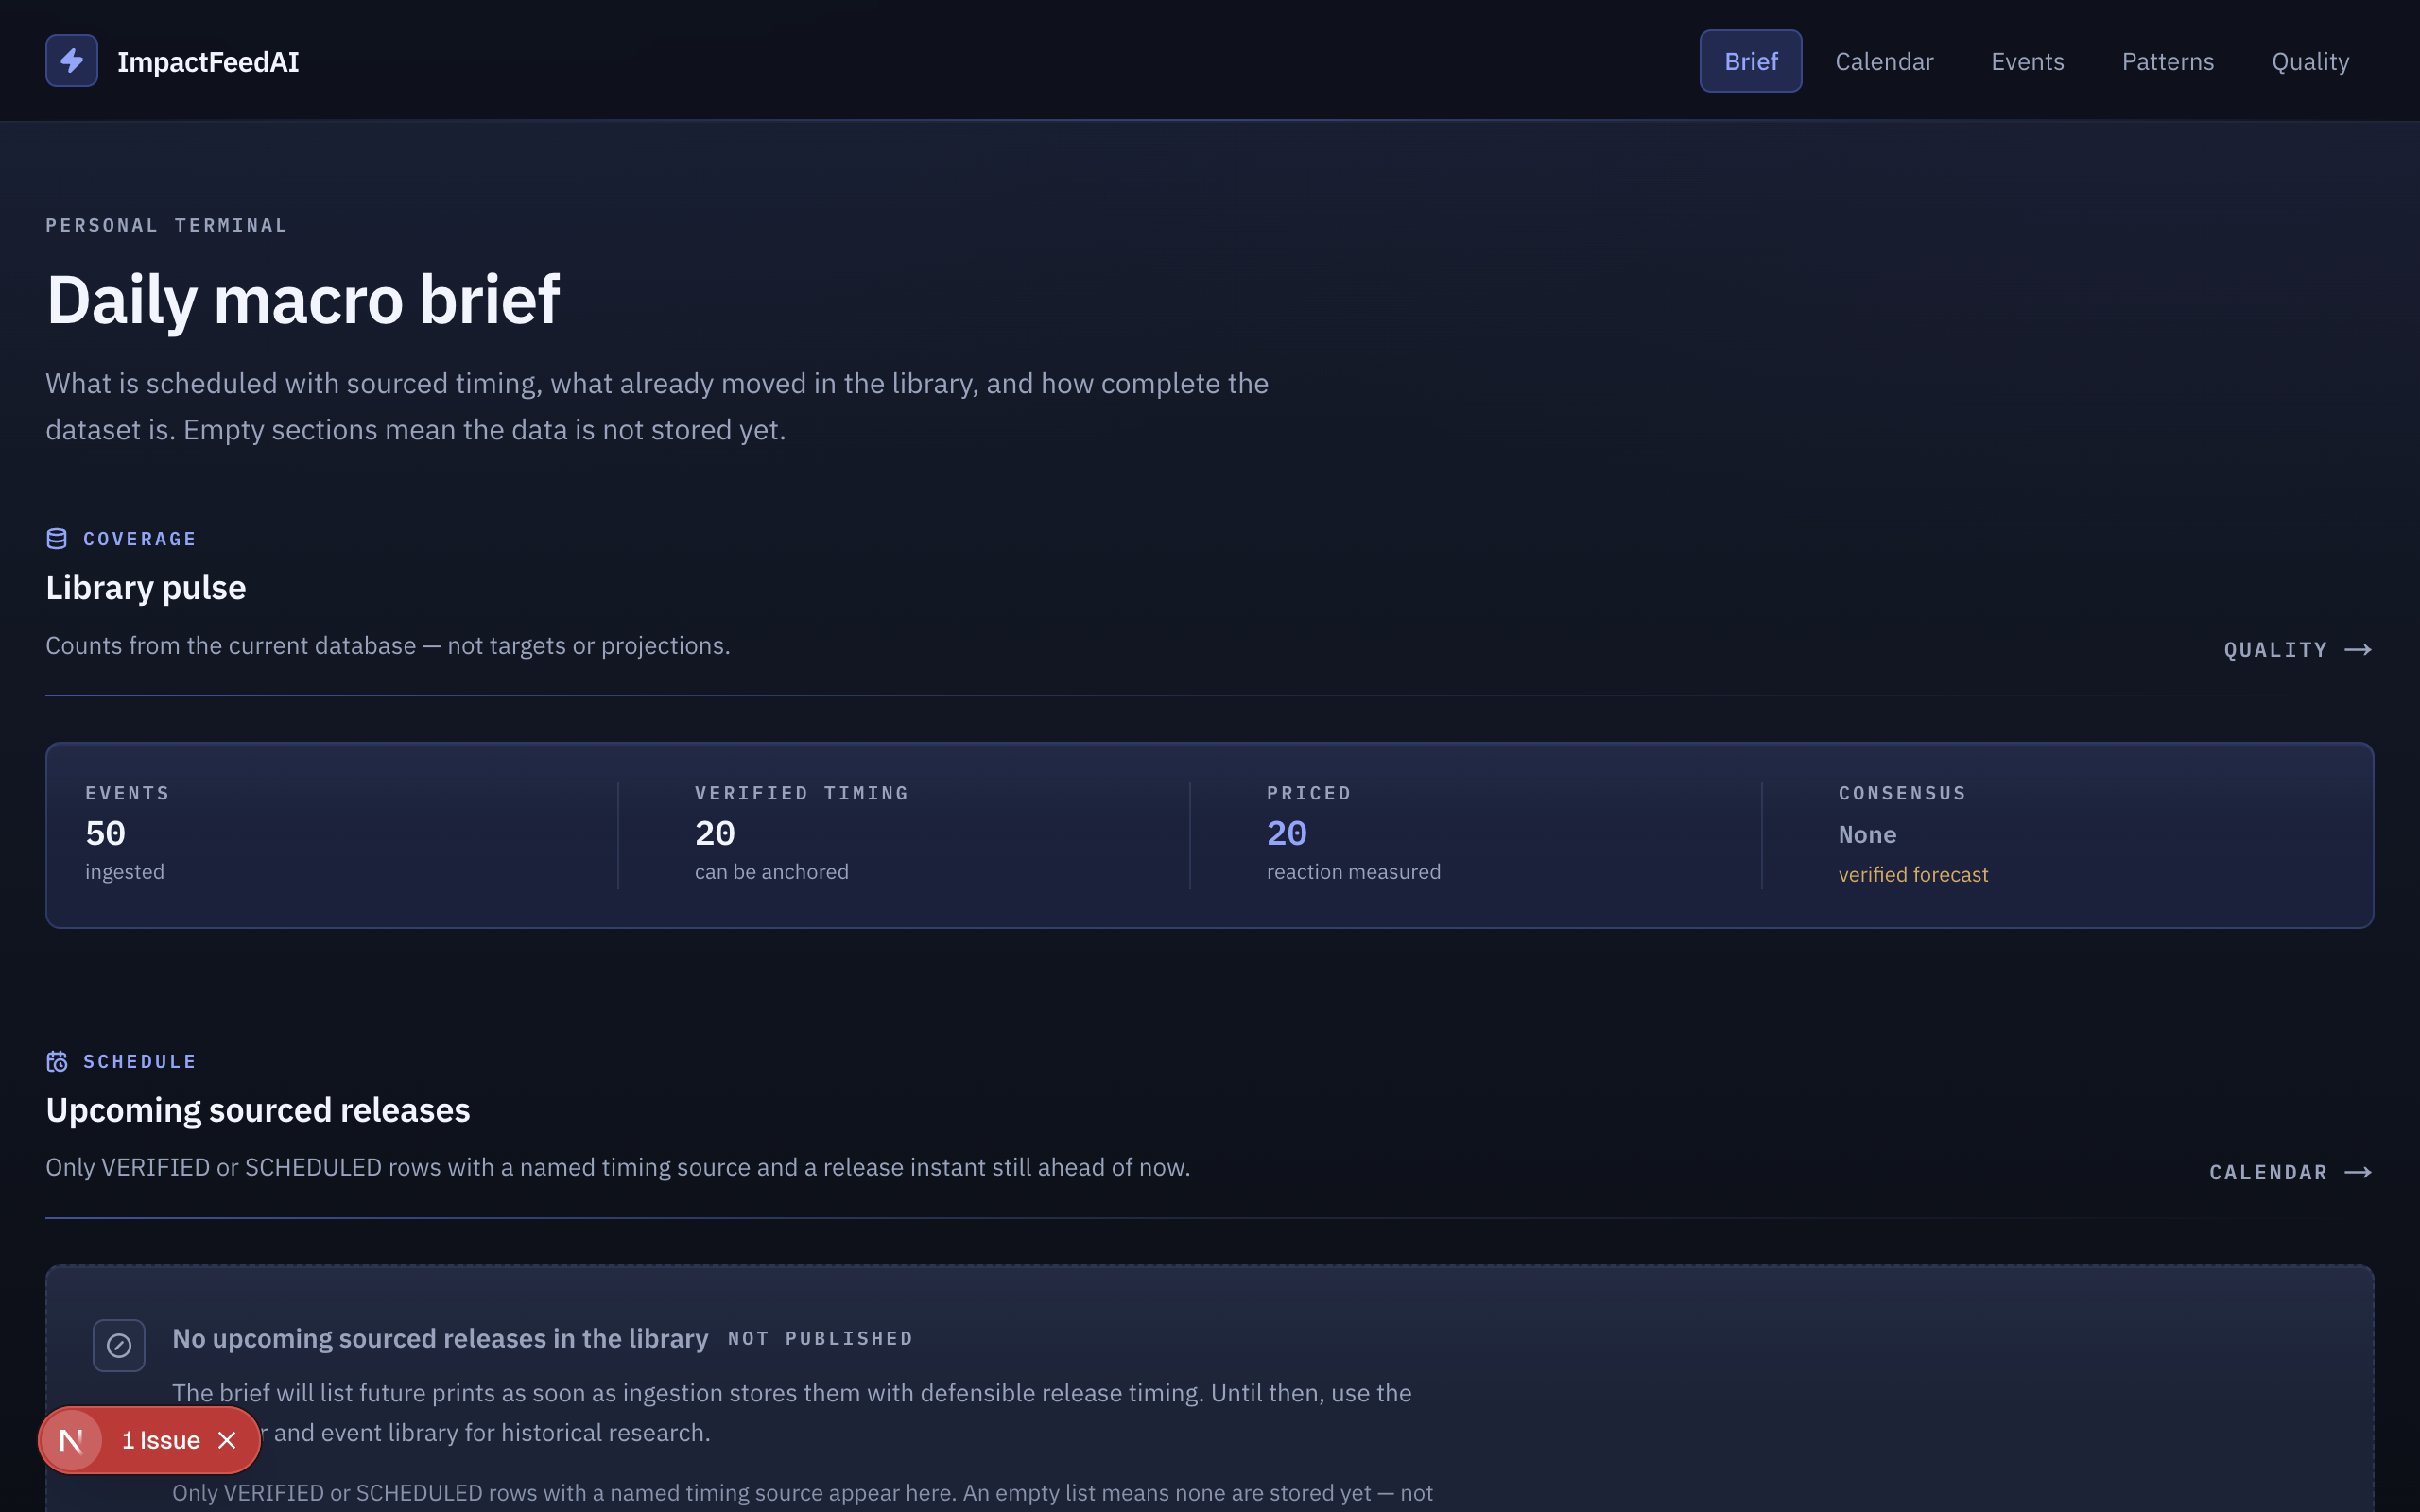 ImpactFeedAI
Brief
Calendar
Events
Patterns
Quality
PERSONAL TERMINAL
Daily macro brief
What is scheduled with sourced timing, what already moved in the library, and how complete the
dataset is. Empty sections mean the data is not stored yet.
COVERAGE
Library pulse
Counts from the current database — not targets or projections.
QUALITY →
EVENTS
50
ingested
VERIFIED TIMING
20
can be anchored
PRICED
20
reaction measured
CONSENSUS
None
verified forecast
SCHEDULE
Upcoming sourced releases
Only VERIFIED or SCHEDULED rows with a named timing source and a release instant still ahead of now.
CALENDAR →
No upcoming sourced releases in the library NOT PUBLISHED
The brief will list future prints as soon as ingestion stores them with defensible release timing. Until then, use the
and event library for historical research.
N 1 Issue
Only VERIFIED or SCHEDULED rows with a named timing source appear here. An empty list means none are stored yet — not